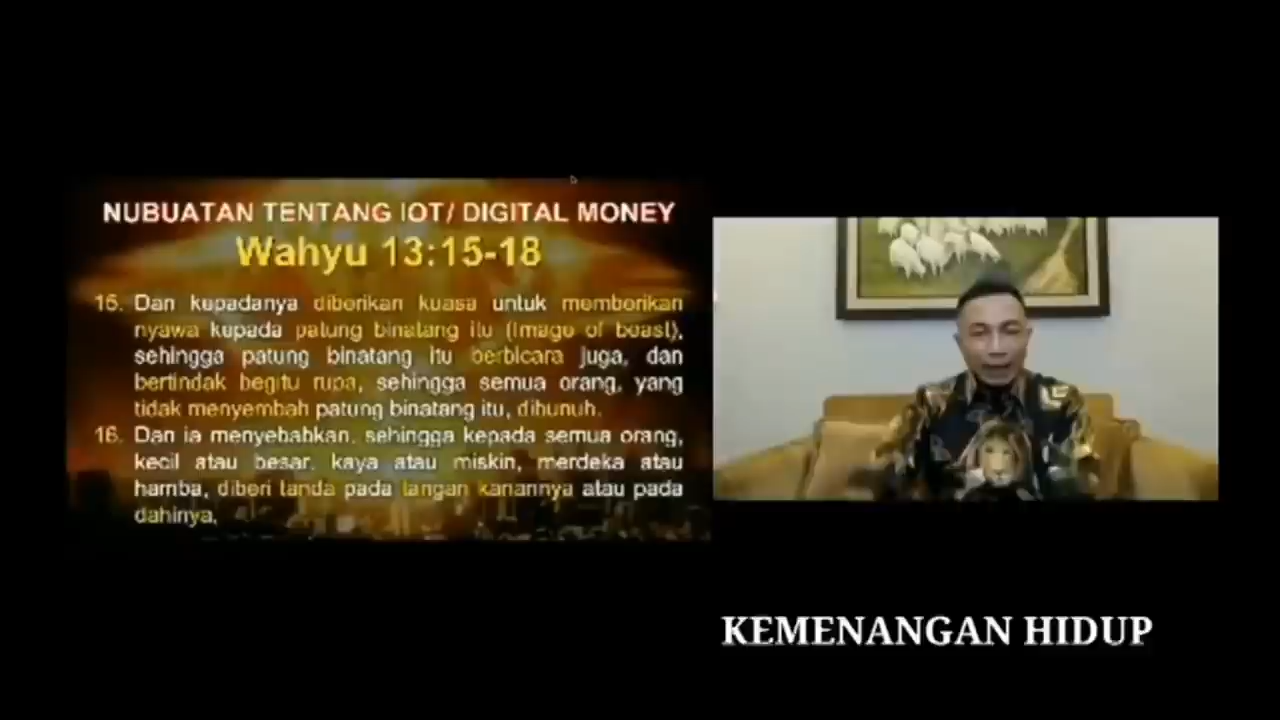 NUBUATAN TENTANG IOT/ DIGITAL MONEY
Wahyu 13:15-18
15. Dan kepadanya diberikan kuasa untuk memberikan
nyawa kepada patung binatang itu (Image of beast),
sehingga patung binatang itu berbicara juga, dan
bertindak begitu rupa, sehingga semua orang, yang
tidak menyembah patung binatang itu, dibunuh.
16. Dan ia menyebabkan, sehingga kepada semua orang,
kecil atau besar, kaya atau miskin, merdeka atau
hamba, diberi tanda pada tangan kanannya atau pada
dahinya,
KEMENANGAN HIDUP